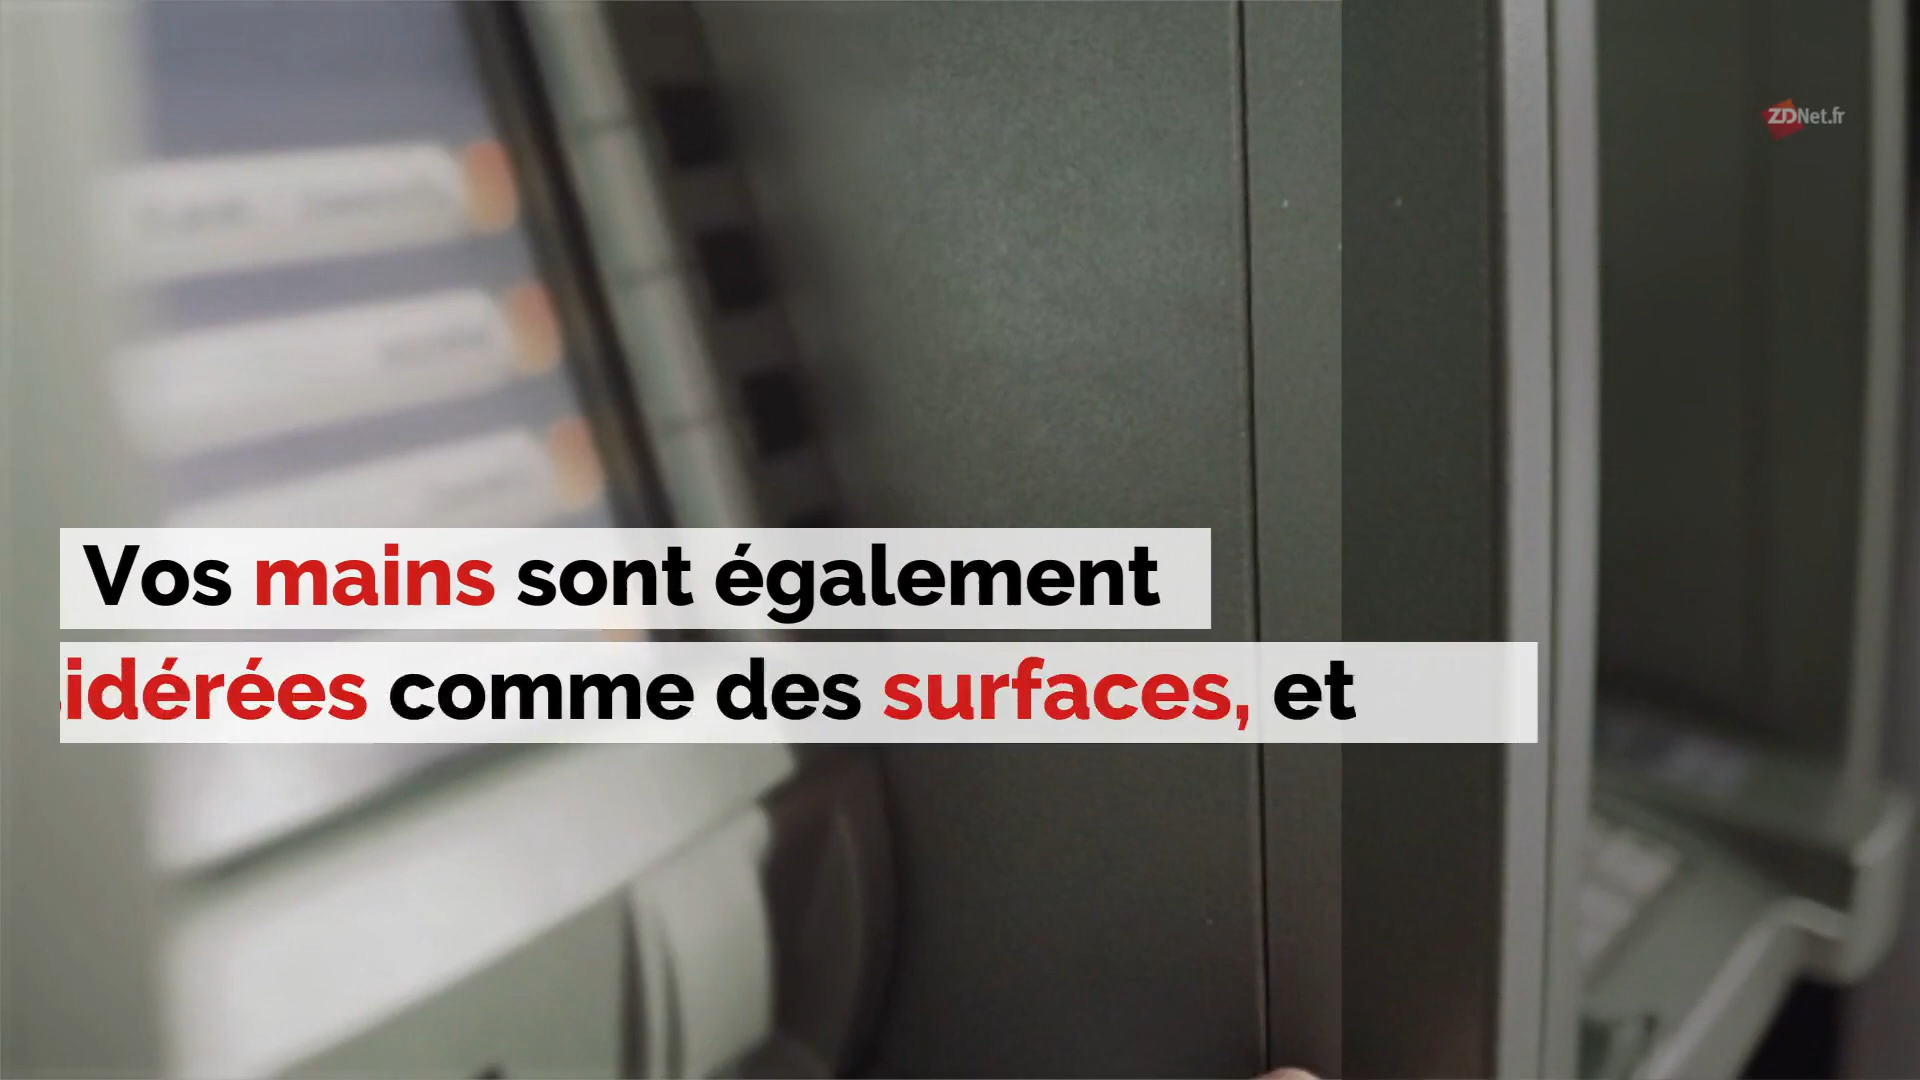 ZDNet.fr
Vos mains sont également
idérées comme des surfaces, et